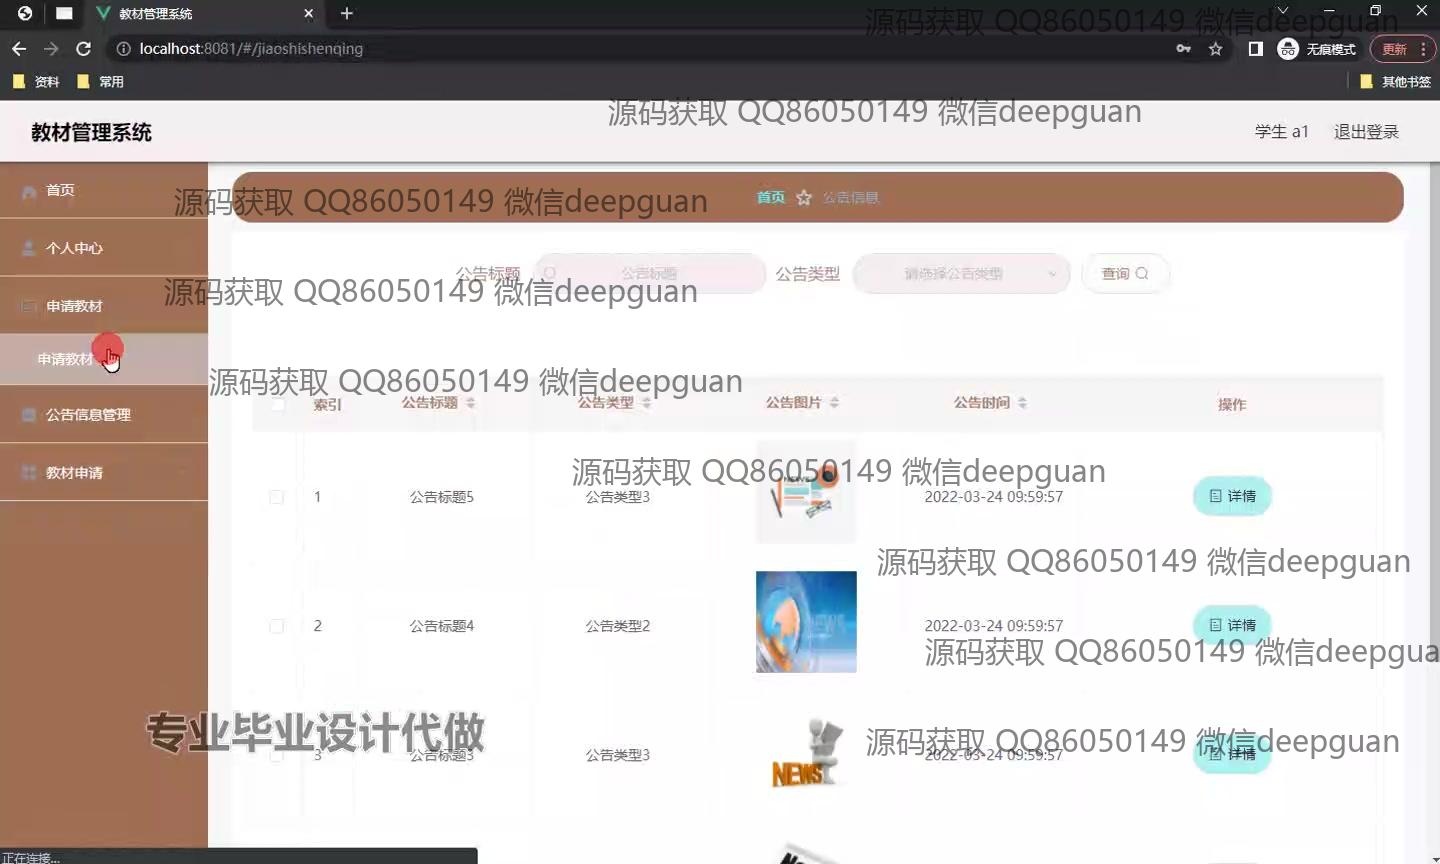 教材管理系统
源码获取 QQ86050149 微信deepguan
localhost:8081/#/jiaoshishenqing
无痕模式
更新
资料
常用
其他书签
源码获取 QQ86050149 微信deepguan
教材管理系统
学生 a1
退出登录
首页
源码获取 QQ86050149 微信deepguan
首页
公告信息
个人中心
公告标题
公告标题
公告类型
请选择公告类型
查询
源码获取 QQ86050149 微信deepguan
申请教材
申请教材
源码获取 QQ86050149 微信deepguan
索引
公告标题
公告类型
公告图片
公告时间
操作
公告信息管理
教材申请
源码获取 QQ86050149 微信deepguan
1
公告标题5
公告类型3
NEWS
2022-03-24 09:59:57
详情
源码获取 QQ86050149 微信deepguan
2
公告标题4
公告类型2
NEWS
2022-03-24 09:59:57
详情
源码获取 QQ86050149 微信deepgua
专业毕业设计代做
源码获取 QQ86050149 微信deepguan
3
公告标题3
公告类型3
NEWS
2022-03-24 09:59:57
详情
正在连接...